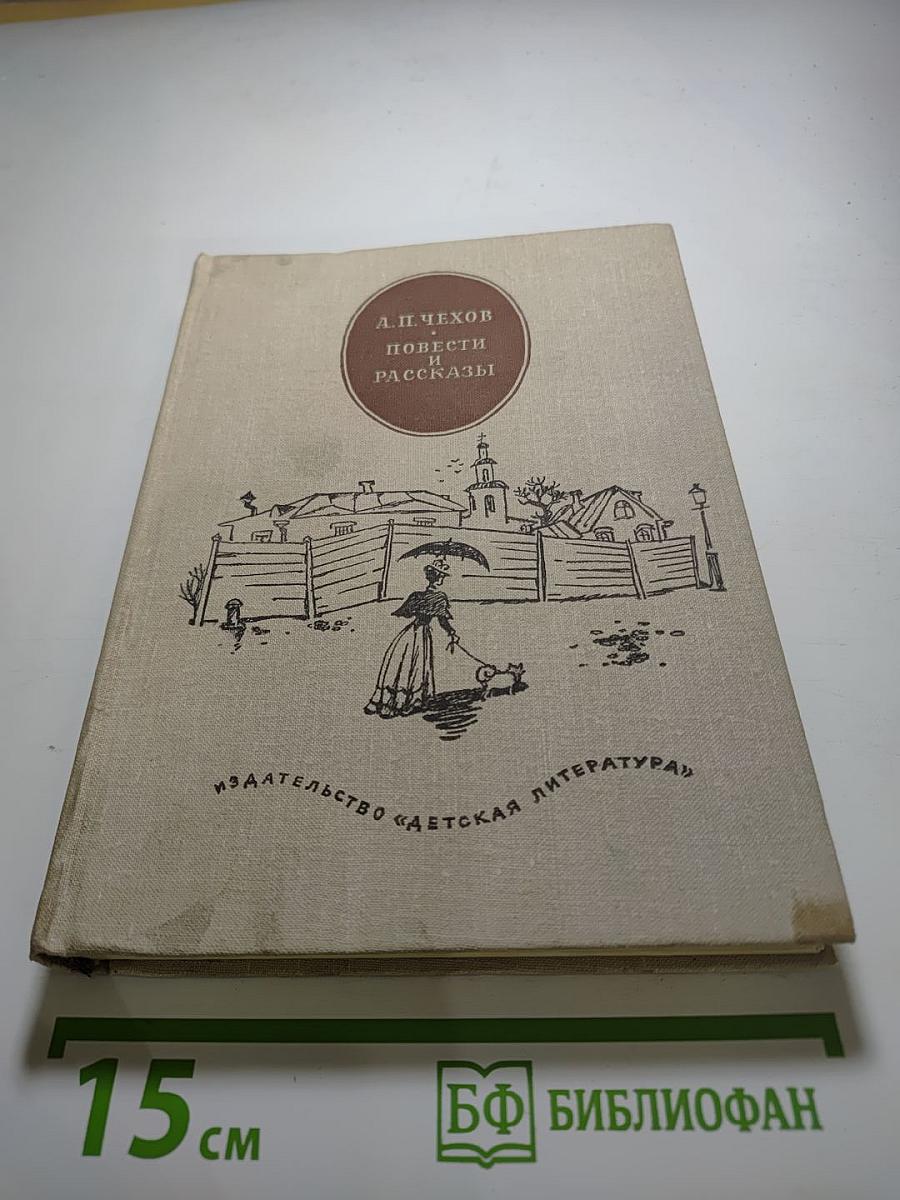 А.П.ЧЕХОВ
·
ПОВЕСТИ
И
РАССКАЗЫ
ИЗДАТЕЛЬСТВО «ДЕТСКАЯ ЛИТЕРАТУРА»
15 см
БФ БИБЛИОФАН